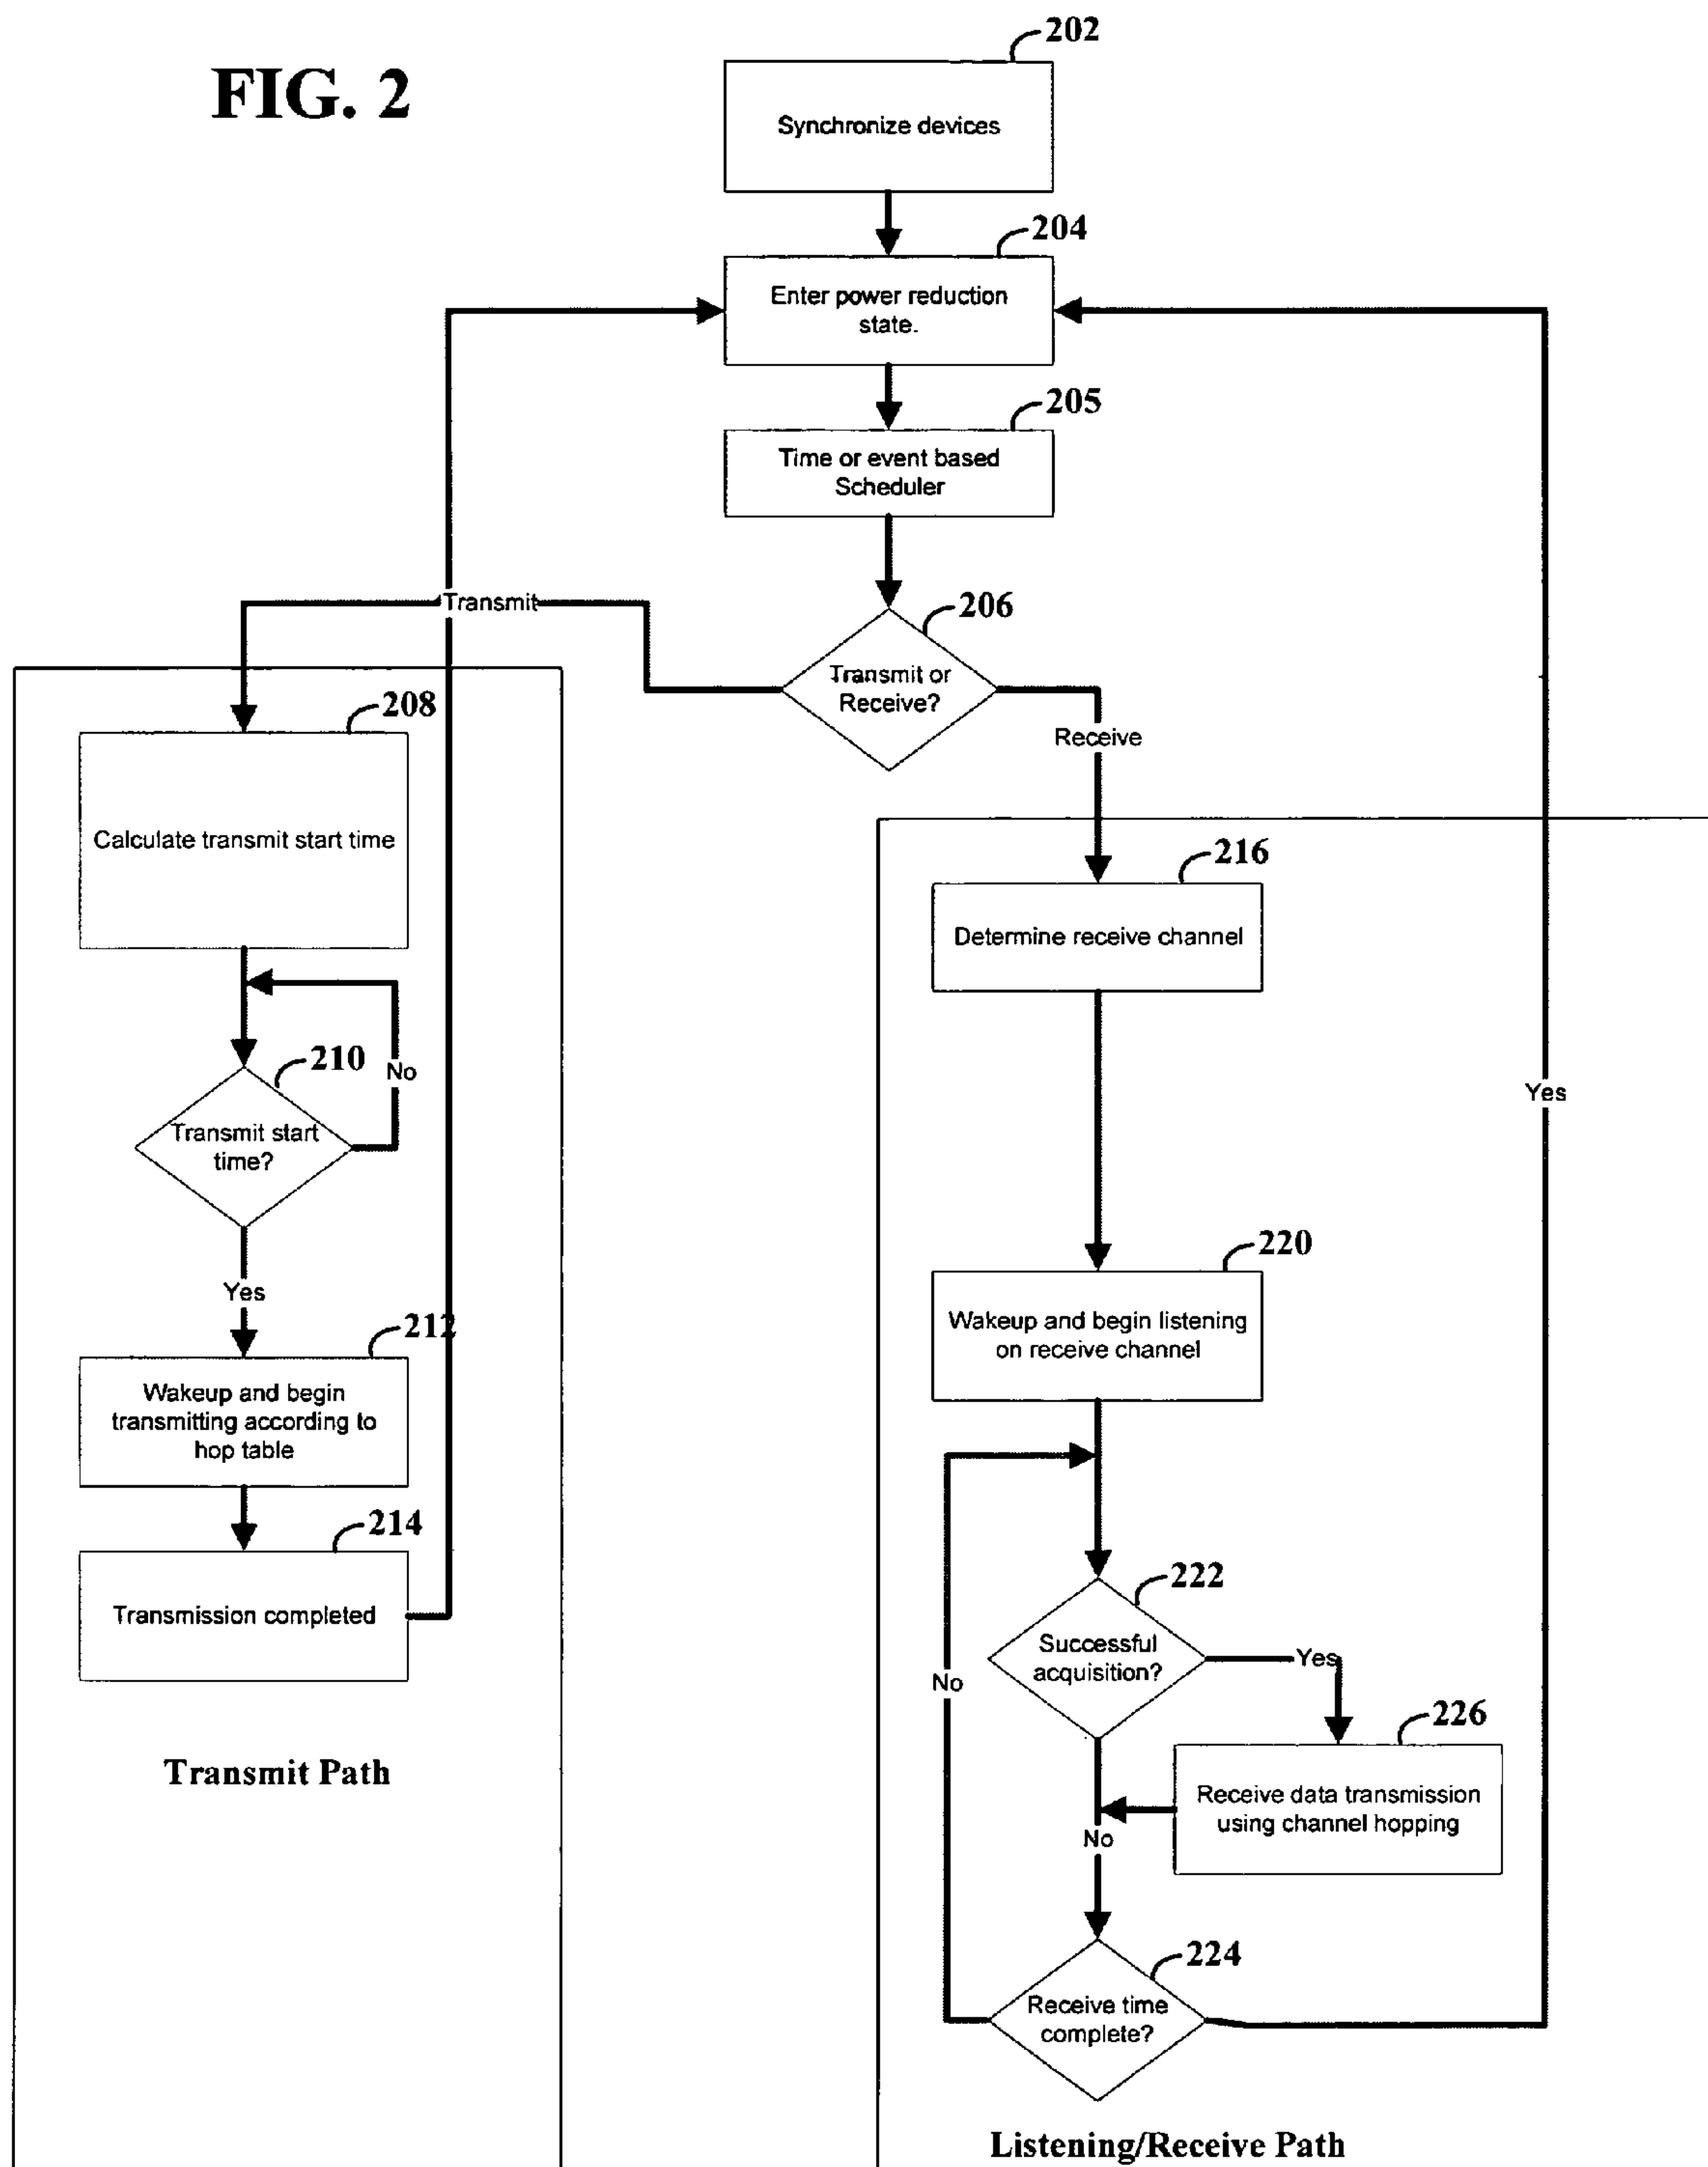 FIG. 2
202
Synchronize devices
204
Enter power reduction
state.
205
Time or event based
Scheduler
Transmit
206
Transmit or
Receive?
Receive
208
Calculate transmit start time
210
No
Transmit start
time?
Yes
212
Wakeup and begin
transmitting according to
hop table
214
Transmission completed
Transmit Path
216
Determine receive channel
Yes
220
Wakeup and begin listening
on receive channel
222
Successful
acquisition?
Yes
No
226
Receive data transmission
using channel hopping
No
224
Receive time
complete?
Listening/Receive Path